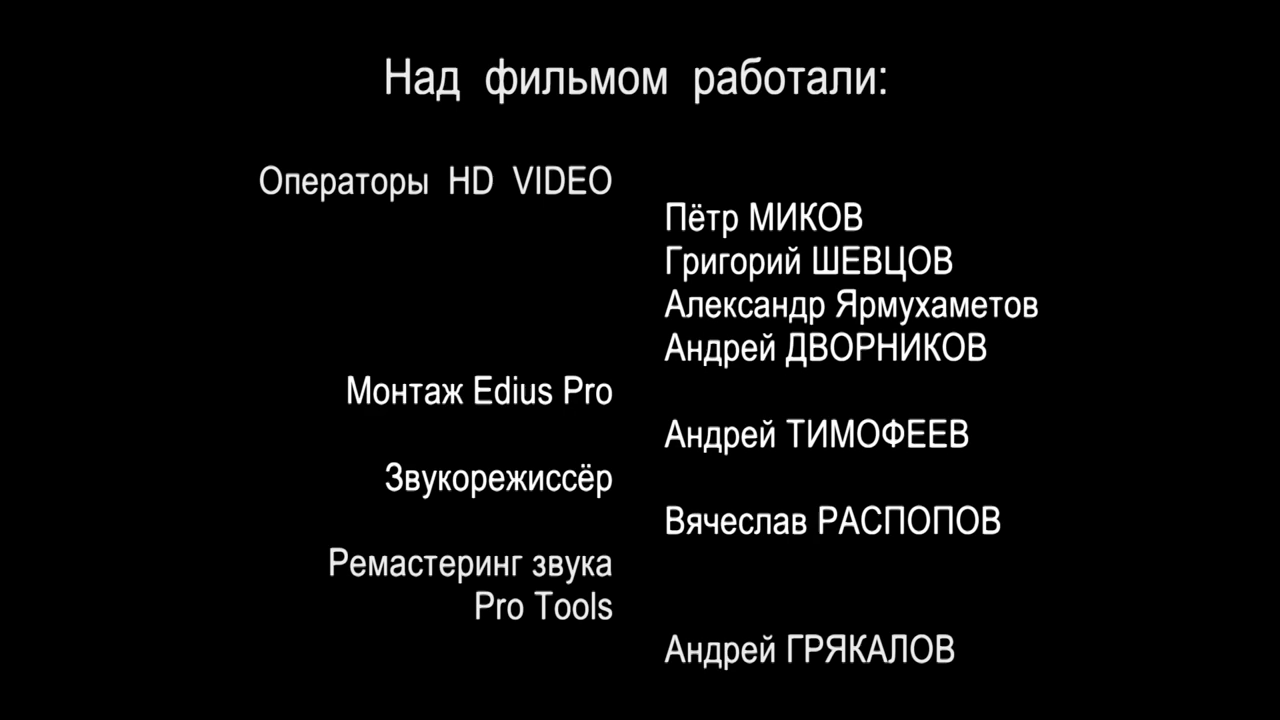 Над фильмом работали:
Операторы HD VIDEO
Пётр МИКОВ
Григорий ШЕВЦОВ
Александр Ярмухаметов
Андрей ДВОРНИКОВ
Монтаж Edius Pro
Андрей ТИМОФЕЕВ
Звукорежиссёр
Вячеслав РАСПОПОВ
Ремастеринг звука
Pro Tools
Андрей ГРЯКАЛОВ